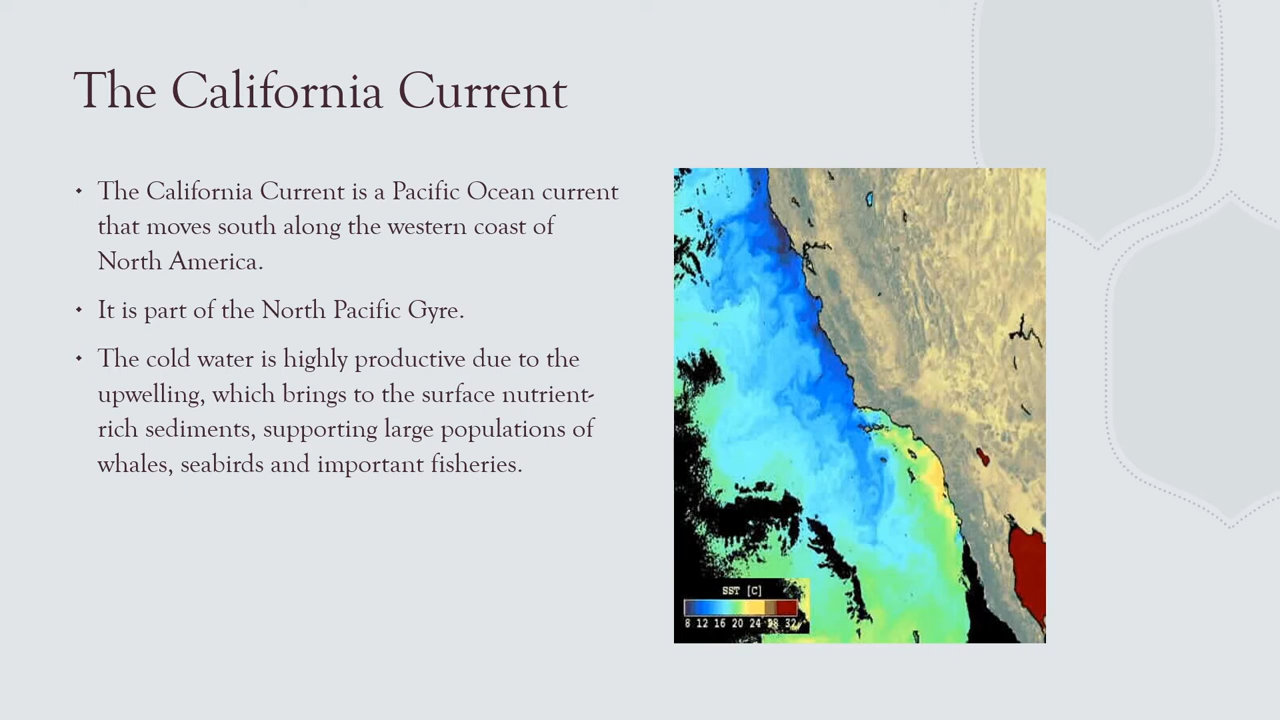 The California Current
• The California Current is a Pacific Ocean current
that moves south along the western coast of
North America.
• It is part of the North Pacific Gyre.
• The cold water is highly productive due to the
upwelling, which brings to the surface nutrient-
rich sediments, supporting large populations of
whales, seabirds and important fisheries.
SST [C]
8 12 16 20 24 28 32